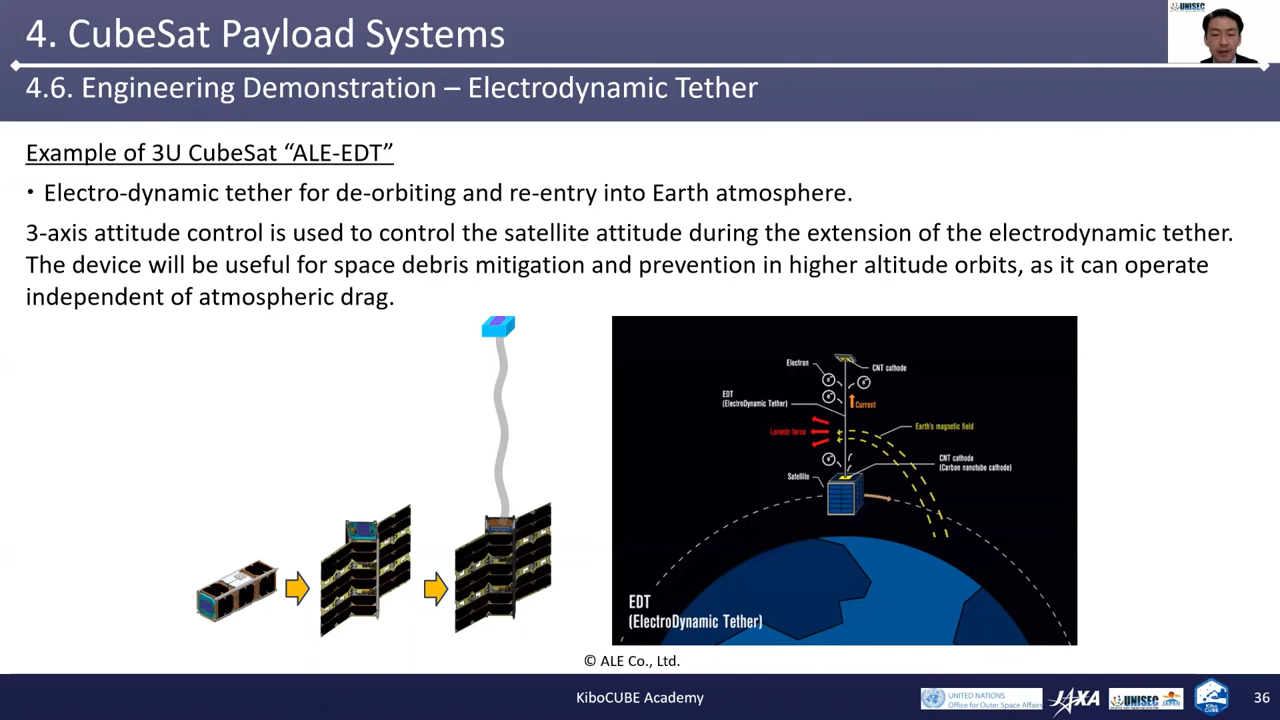 4. CubeSat Payload Systems
UNISEC
4.6. Engineering Demonstration – Electrodynamic Tether
Example of 3U CubeSat “ALE-EDT”
・Electro-dynamic tether for de-orbiting and re-entry into Earth atmosphere.
3-axis attitude control is used to control the satellite attitude during the extension of the electrodynamic tether.
The device will be useful for space debris mitigation and prevention in higher altitude orbits, as it can operate
independent of atmospheric drag.
Electron
CNT cathode
e-
e-
e-
EDT
(ElectroDynamic Tether)
Current
Lorentz force
Earth's magnetic field
e-
CNT cathode
(Carbon nanotube cathode)
Satellite
EDT
(ElectroDynamic Tether)
© ALE Co., Ltd.
KiboCUBE Academy
UNITED NATIONS
Office for Outer Space Affairs
JAXA
UNISEC
JAPAN
Kibo
CUBE
36